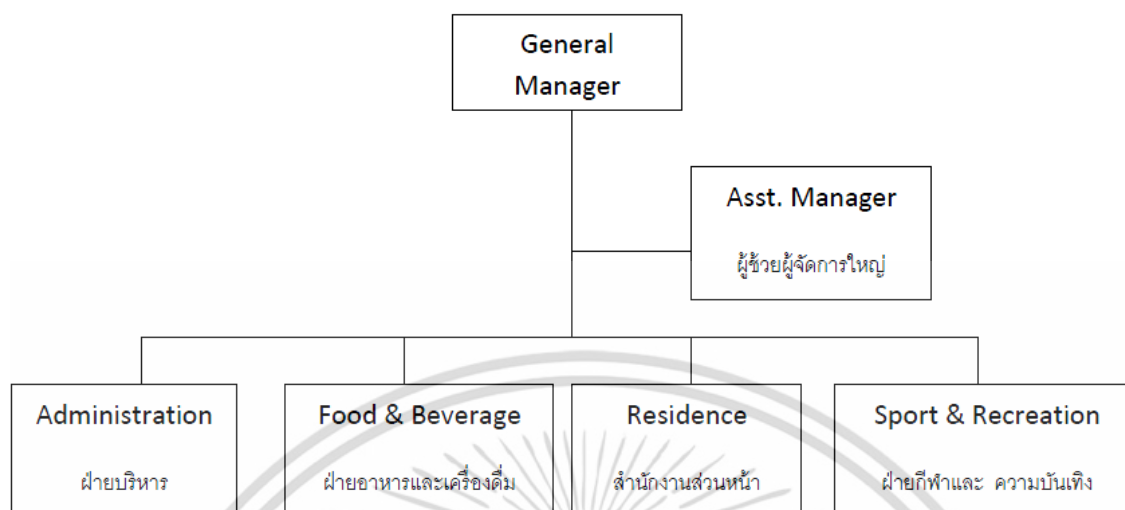 General
Manager
Asst. Manager
ผู้ช่วยผู้จัดการใหญ่
Administration
ฝ่ายบริหาร
Food & Beverage
ฝ่ายอาหารและเครื่องดื่ม
Residence
สำนักงานส่วนหน้า
Sport & Recreation
ฝ่ายกีฬาและ ความบันเทิง